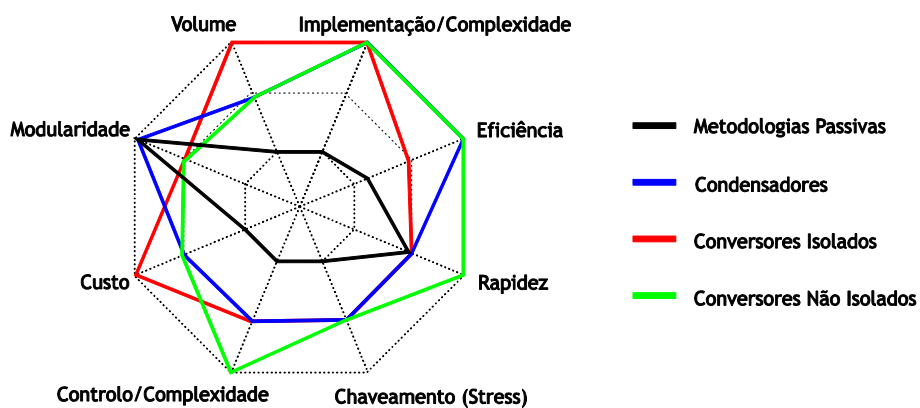 Volume
Implementação/Complexidade
Modularidade
Eficiência
Custo
Rapidez
Controlo/Complexidade
Chaveamento (Stress)
Metodologias Passivas
Condensadores
Conversores Isolados
Conversores Não Isolados